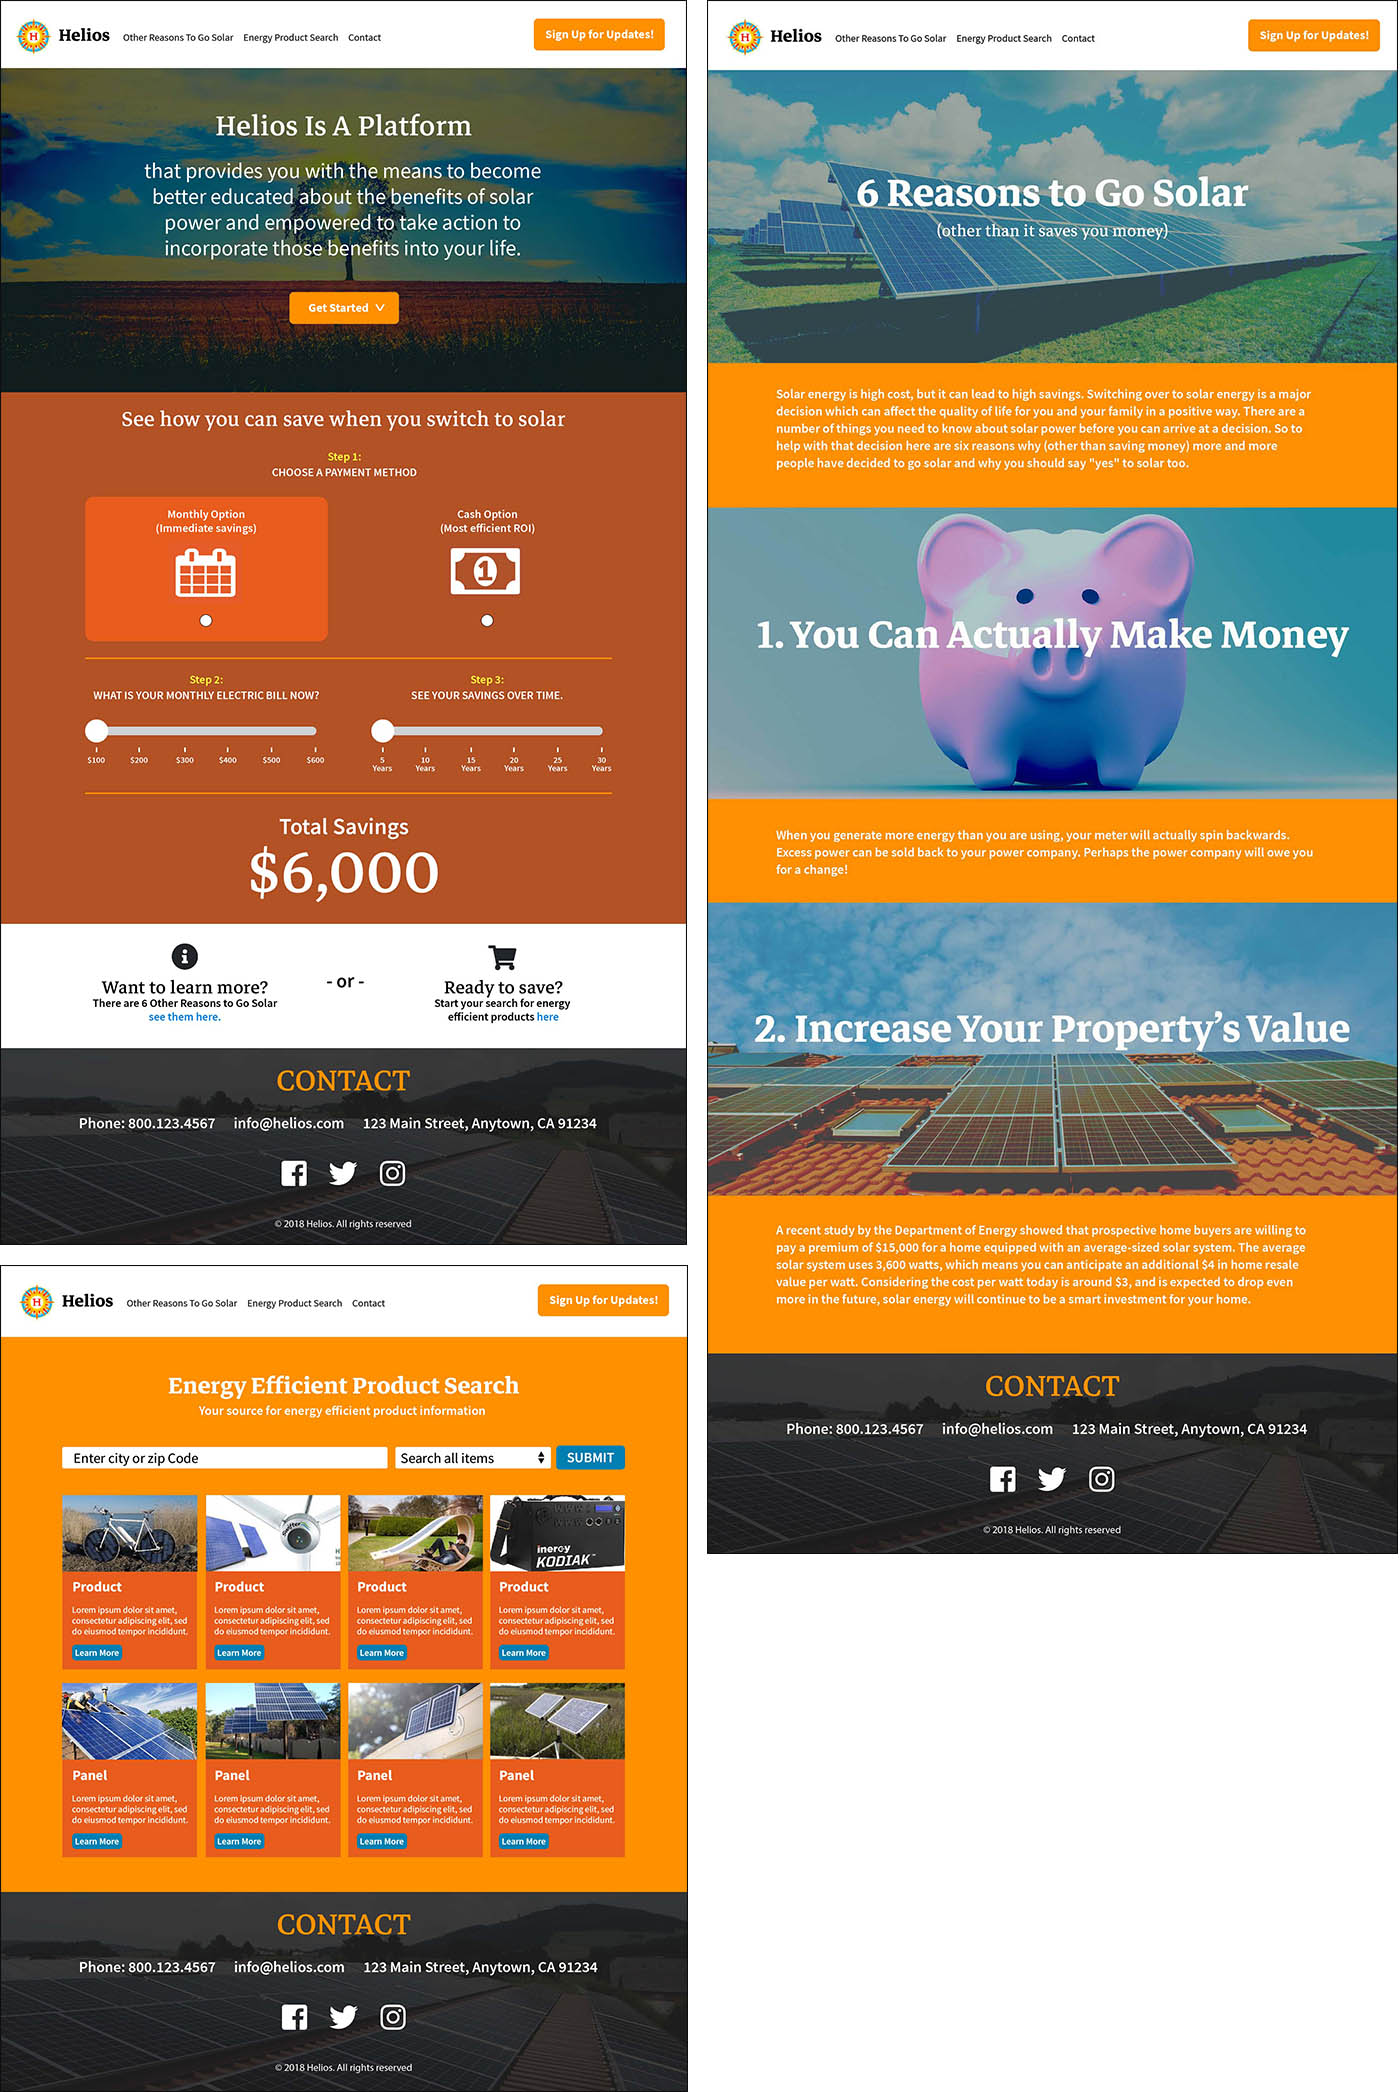 H
Helios
Other Reasons To Go Solar Energy Product Search Contact
Sign Up for Updates!
Helios Is A Platform
that provides you with the means to become
better educated about the benefits of solar
power and empowered to take action to
incorporate those benefits into your life.
Get Started
See how you can save when you switch to solar
Step 1:
CHOOSE A PAYMENT METHOD
Monthly Option
(Immediate savings)
Cash Option
(Most efficient ROI)
1
Step 2:
WHAT IS YOUR MONTHLY ELECTRIC BILL NOW?
$100 $200 $300 $400 $500 $600
Step 3:
SEE YOUR SAVINGS OVER TIME.
5 10 15 20 25 30
Years Years Years Years Years Years
Total Savings
$6,000
Want to learn more?
There are 6 Other Reasons to Go Solar
see them here.
- or -
Ready to save?
Start your search for energy
efficient products here
CONTACT
Phone: 800.123.4567 info@helios.com 123 Main Street, Anytown, CA 91234
© 2018 Helios. All rights reserved
H
Helios
Other Reasons To Go Solar Energy Product Search Contact
Sign Up for Updates!
Energy Efficient Product Search
Your source for energy efficient product information
Enter city or zip Code
Search all items
SUBMIT
Swifter
inergy
KODIAK
Product
Lorem ipsum dolor sit amet,
consectetur adipiscing elit, sed
do eiusmod tempor incididunt.
Learn More
Product
Lorem ipsum dolor sit amet,
consectetur adipiscing elit, sed
do eiusmod tempor incididunt.
Learn More
Product
Lorem ipsum dolor sit amet,
consectetur adipiscing elit, sed
do eiusmod tempor incididunt.
Learn More
Product
Lorem ipsum dolor sit amet,
consectetur adipiscing elit, sed
do eiusmod tempor incididunt.
Learn More
Panel
Lorem ipsum dolor sit amet,
consectetur adipiscing elit, sed
do eiusmod tempor incididunt.
Learn More
Panel
Lorem ipsum dolor sit amet,
consectetur adipiscing elit, sed
do eiusmod tempor incididunt.
Learn More
Panel
Lorem ipsum dolor sit amet,
consectetur adipiscing elit, sed
do eiusmod tempor incididunt.
Learn More
Panel
Lorem ipsum dolor sit amet,
consectetur adipiscing elit, sed
do eiusmod tempor incididunt.
Learn More
CONTACT
Phone: 800.123.4567 info@helios.com 123 Main Street, Anytown, CA 91234
© 2018 Helios. All rights reserved
H
Helios
Other Reasons To Go Solar Energy Product Search Contact
Sign Up for Updates!
6 Reasons to Go Solar
(other than it saves you money)
Solar energy is high cost, but it can lead to high savings. Switching over to solar energy is a major
decision which can affect the quality of life for you and your family in a positive way. There are a
number of things you need to know about solar power before you can arrive at a decision. So to
help with that decision here are six reasons why (other than saving money) more and more
people have decided to go solar and why you should say "yes" to solar too.
1. You Can Actually Make Money
When you generate more energy than you are using, your meter will actually spin backwards.
Excess power can be sold back to your power company. Perhaps the power company will owe you
for a change!
2. Increase Your Property’s Value
A recent study by the Department of Energy showed that prospective home buyers are willing to
pay a premium of $15,000 for a home equipped with an average-sized solar system. The average
solar system uses 3,600 watts, which means you can anticipate an additional $4 in home resale
value per watt. Considering the cost per watt today is around $3, and is expected to drop even
more in the future, solar energy will continue to be a smart investment for your home.
CONTACT
Phone: 800.123.4567 info@helios.com 123 Main Street, Anytown, CA 91234
© 2018 Helios. All rights reserved